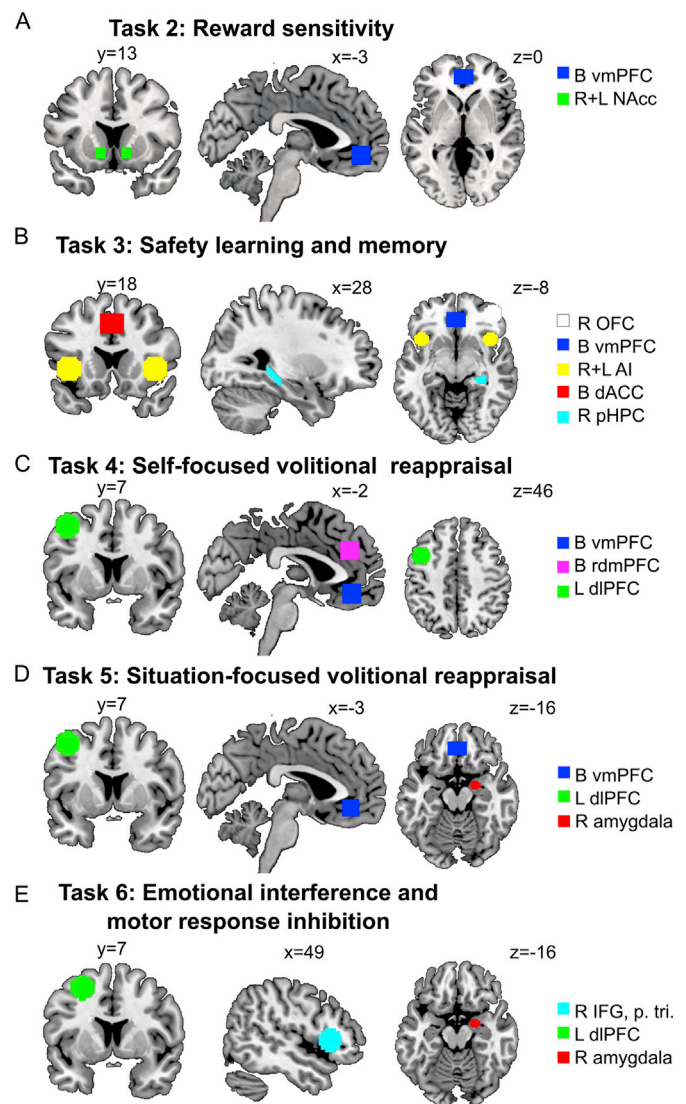 A
Task 2: Reward sensitivity
y=13
x=-3
z=0
B vmPFC
R+L NAcc
B
Task 3: Safety learning and memory
y=18
x=28
z=-8
R OFC
B vmPFC
R+L AI
B dACC
R pHPC
C
Task 4: Self-focused volitional reappraisal
y=7
x=-2
z=46
B vmPFC
B rdmPFC
L dlPFC
D
Task 5: Situation-focused volitional reappraisal
y=7
x=-3
z=-16
B vmPFC
L dlPFC
R amygdala
E
Task 6: Emotional interference and
motor response inhibition
y=7
x=49
z=-16
R IFG, p. tri.
L dlPFC
R amygdala